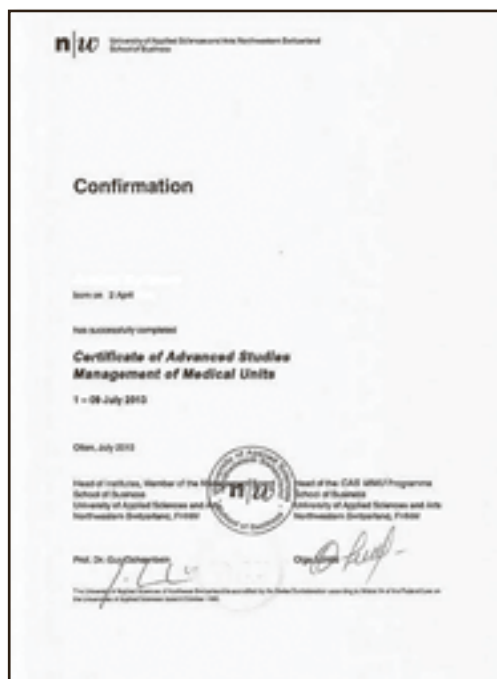 n|w University of Applied Sciences and Arts Northwestern Switzerland
School of Business
Confirmation
born on 2 April
has successfully completed
Certificate of Advanced Studies
Management of Medical Units
1 – 09 July 2013
Olten, July 2013
Head of Institutes, Member of the
School of Business
University of Applied Sciences and
Northwestern Switzerland, FHNW
Head of the CAS MMU Programme
School of Business
University of Applied Sciences and Arts
Northwestern Switzerland, FHNW
n|w
Prof. Dr.